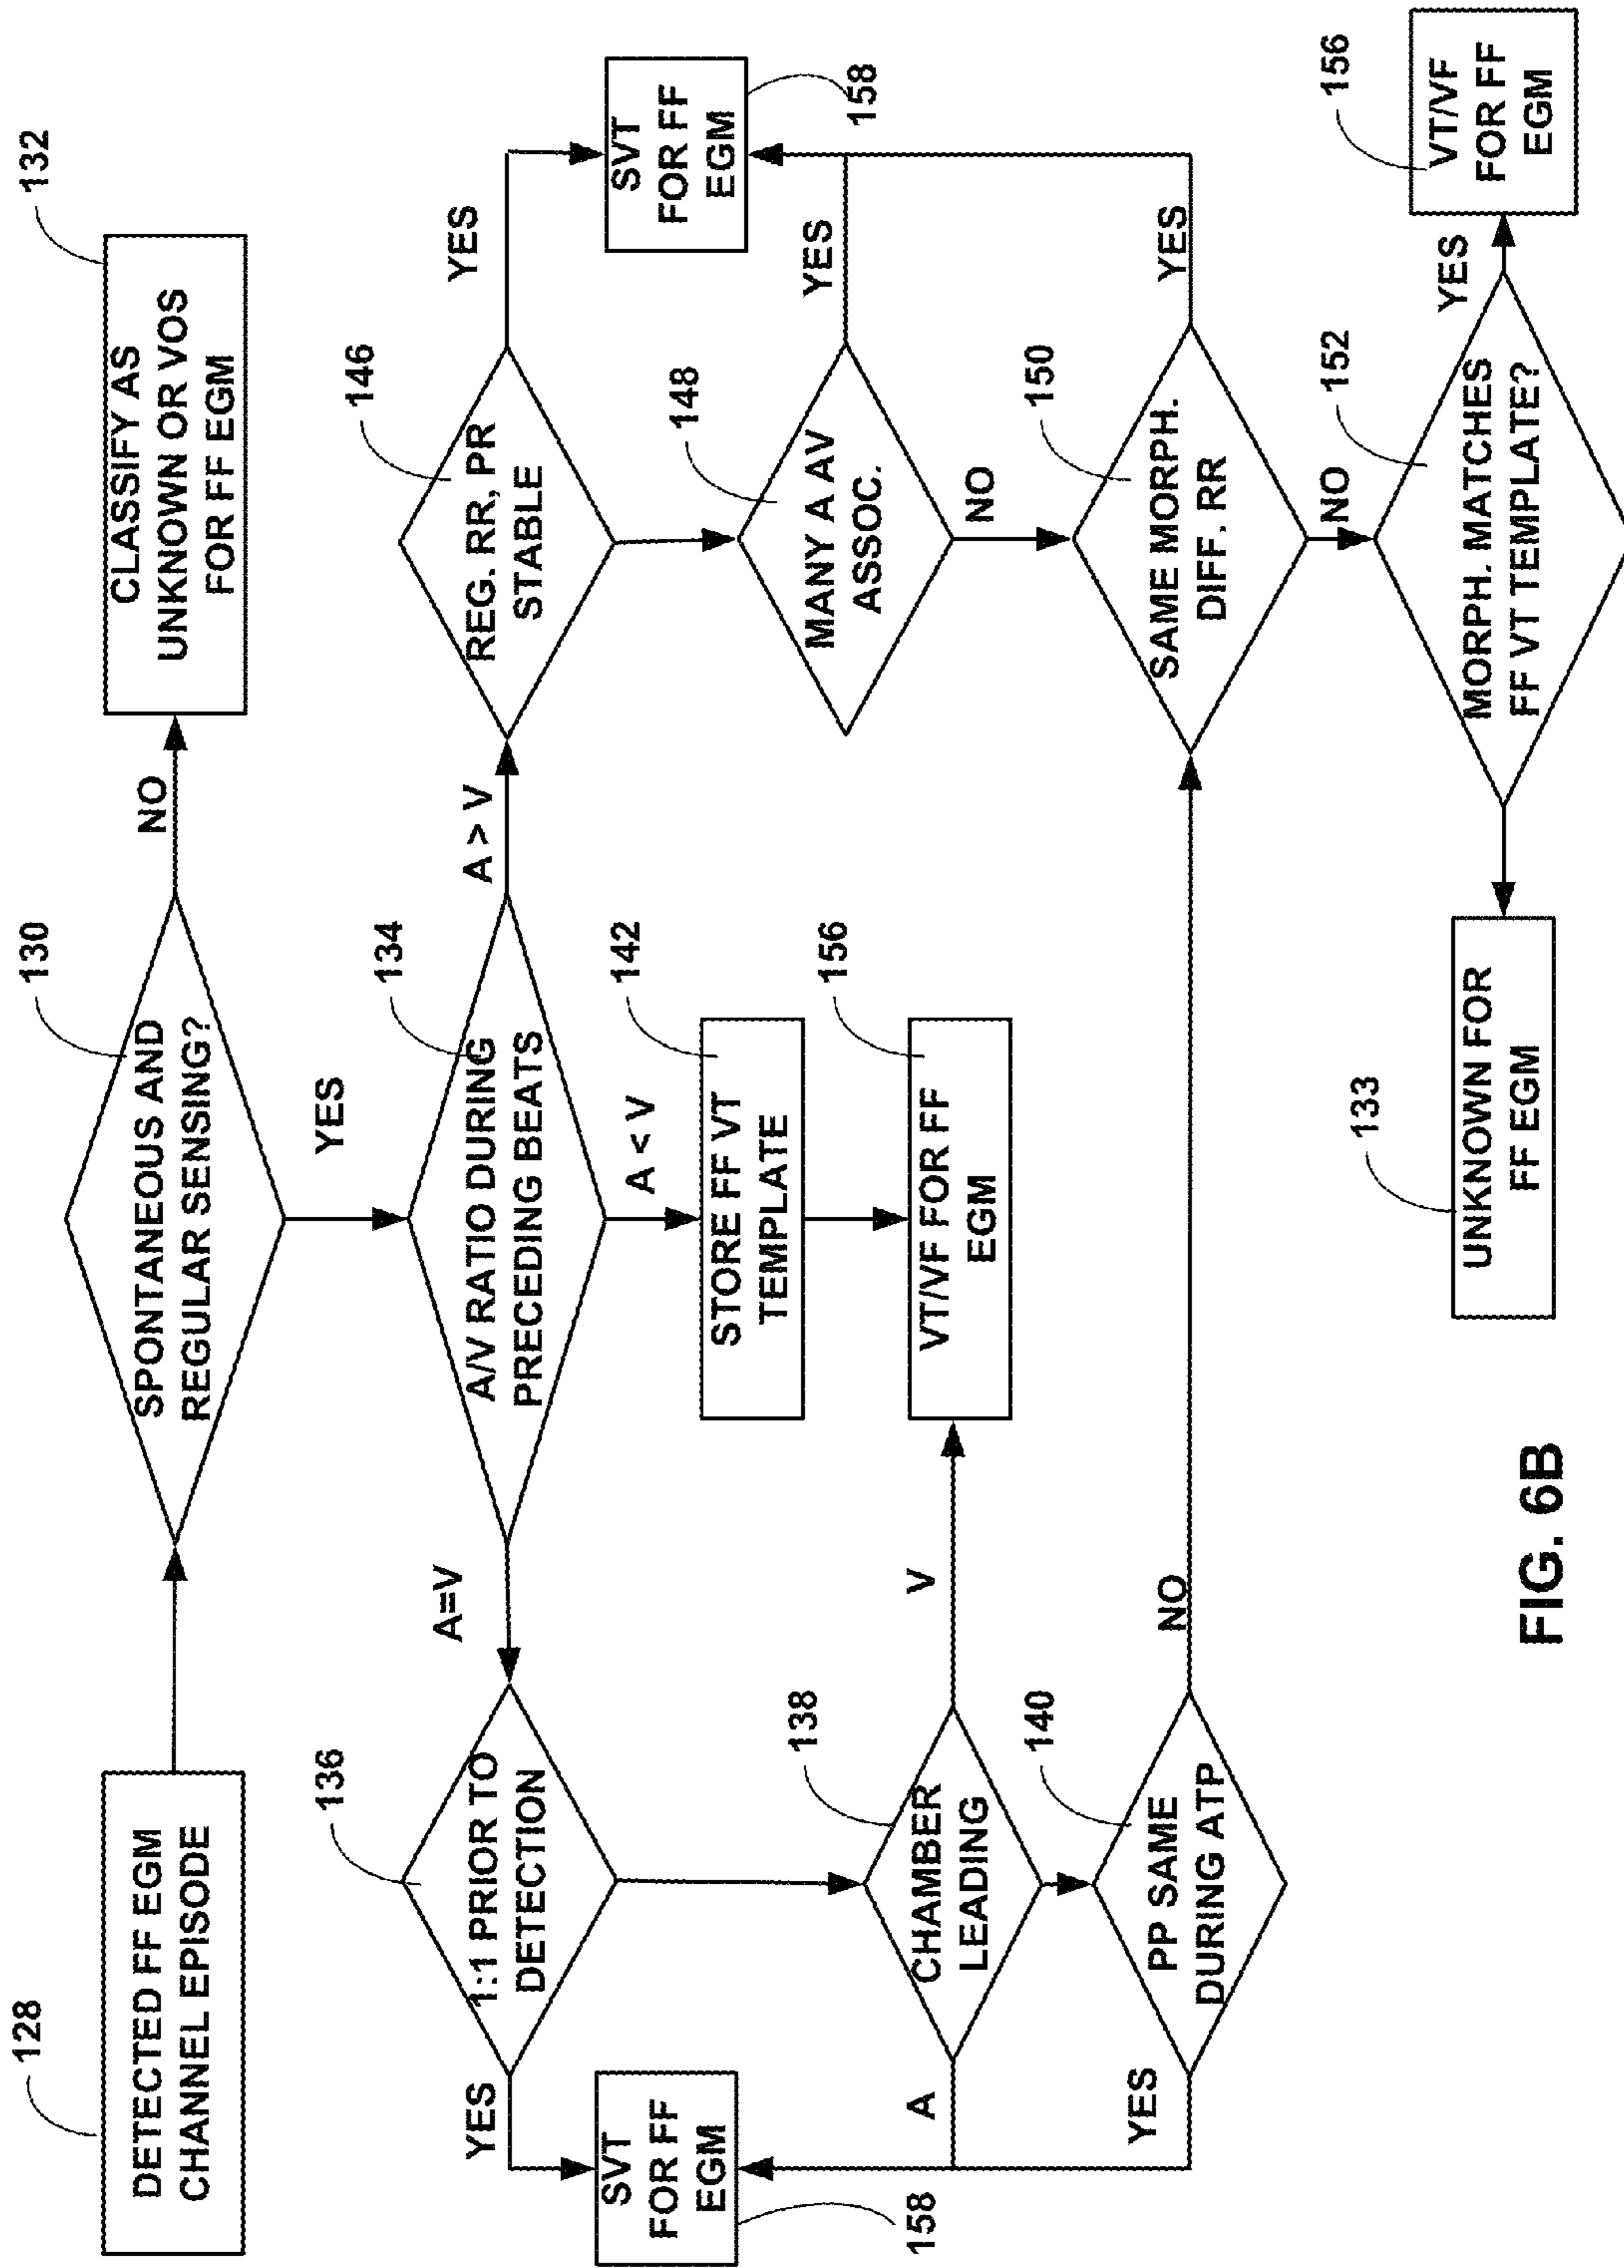 128
DETECTED FF EGM
CHANNEL EPISODE
130
SPONTANEOUS AND
REGULAR SENSING?
NO
132
CLASSIFY AS
UNKNOWN OR VOS
FOR FF EGM
YES
134
A/V RATIO DURING
PRECEDING BEATS
A=V
A < V
A > V
136
1:1 PRIOR TO
DETECTION
YES
SVT
FOR FF
EGM
158
138
CHAMBER
LEADING
A
V
140
PP SAME
DURING ATP
YES
NO
142
STORE FF VT
TEMPLATE
156
VT/VF FOR FF
EGM
146
REG. RR, PR
STABLE
YES
SVT
FOR FF
EGM
158
148
MANY A AV
ASSOC.
YES
NO
150
SAME MORPH.
DIFF. RR
YES
NO
152
MORPH. MATCHES
FF VT TEMPLATE?
YES
156
VT/VF
FOR FF
EGM
133
UNKNOWN FOR
FF EGM
FIG. 6B